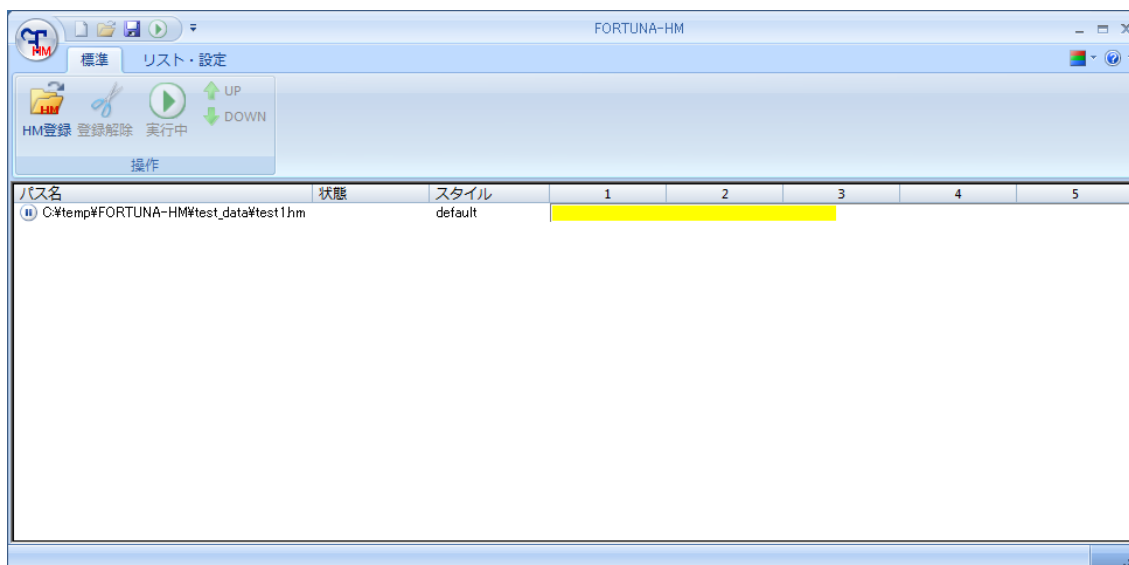 FORTUNA-HM
HM
標準 リスト・設定
HM
UP
DOWN
HM登録 登録解除 実行中
操作
パス名 状態 スタイル 1 2 3 4 5
C:¥temp¥FORTUNA-HM¥test_data¥test1.hm default